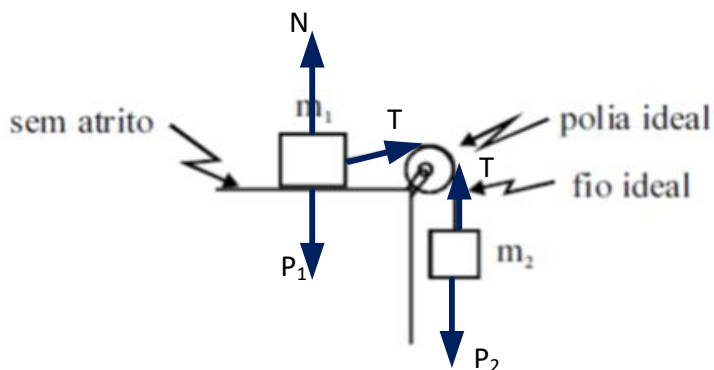 N
m₁
sem atrito
T
polia ideal
T
fio ideal
m₂
P₁
P₂